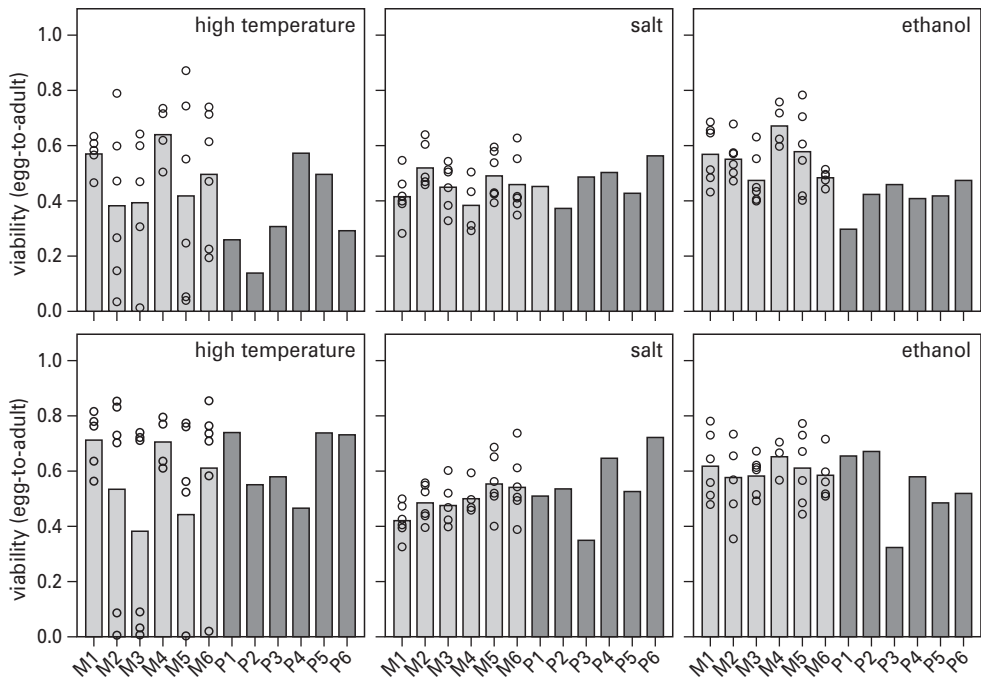 high temperature
salt
ethanol
viability (egg-to-adult)
1.0
0.8
0.6
0.4
0.2
0.0
high temperature
salt
ethanol
viability (egg-to-adult)
1.0
0.8
0.6
0.4
0.2
0.0
M1 M2 M3 M4 M5 M6 P1 P2 P3 P4 P5 P6
M1 M2 M3 M4 M5 M6 P1 P2 P3 P4 P5 P6
M1 M2 M3 M4 M5 M6 P1 P2 P3 P4 P5 P6